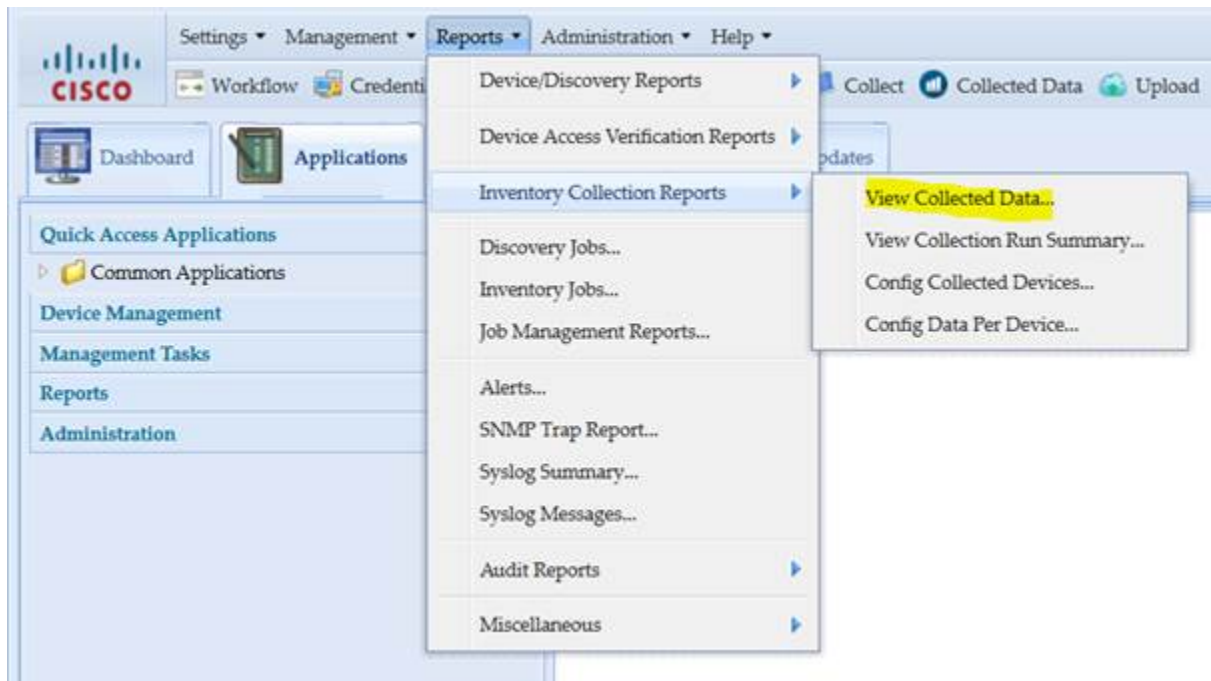 Settings Management Reports Administration Help
CISCO
Workflow Credenti Collect Collected Data Upload
Dashboard Applications pdates
Quick Access Applications
Common Applications
Device Management
Management Tasks
Reports
Administration
Device/Discovery Reports
Device Access Verification Reports
Inventory Collection Reports
Discovery Jobs...
Inventory Jobs...
Job Management Reports...
Alerts...
SNMP Trap Report...
Syslog Summary...
Syslog Messages...
Audit Reports
Miscellaneous
View Collected Data...
View Collection Run Summary...
Config Collected Devices...
Config Data Per Device...